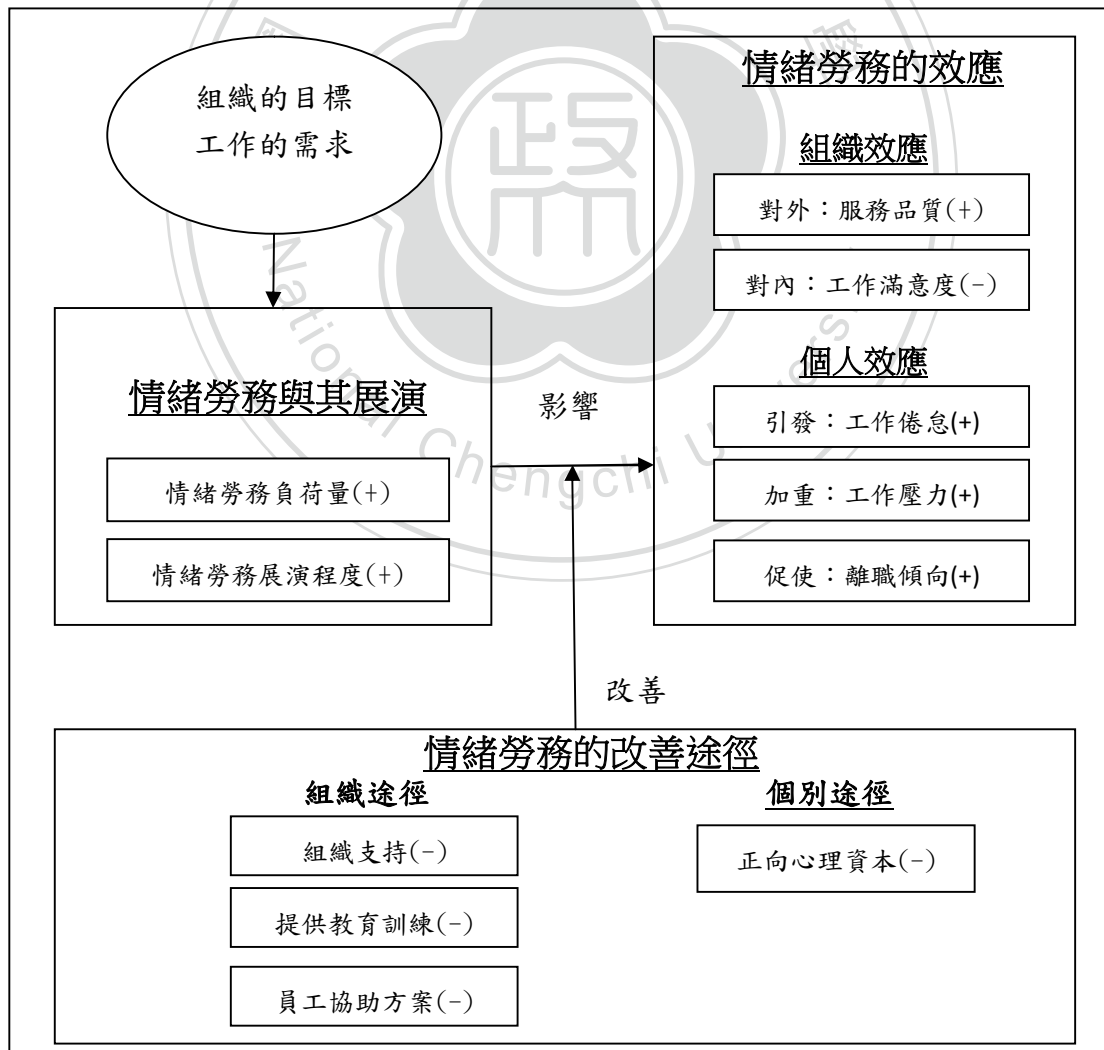 組織的目標
工作的需求
情緒勞務與其展演
情緒勞務負荷量(+)
情緒勞務展演程度(+)
影響
情緒勞務的效應
組織效應
對外：服務品質(+)
對內：工作滿意度(-)
個人效應
引發：工作倦怠(+)
加重：工作壓力(+)
促使：離職傾向(+)
改善
情緒勞務的改善途徑
組織途徑
組織支持(-)
提供教育訓練(-)
員工協助方案(-)
個別途徑
正向心理資本(-)
政
National Chengchi